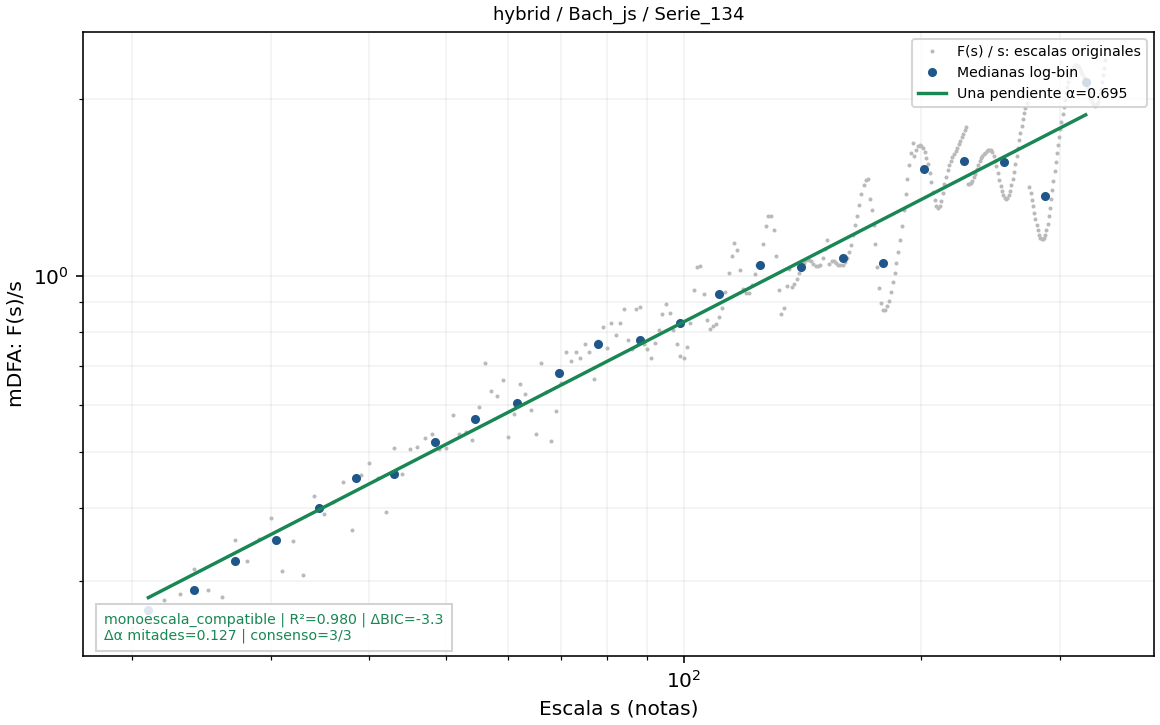 hybrid / Bach_js / Serie_134
F(s) / s: escalas originales
Medianas log-bin
Una pendiente α=0.695
mDFA: F(s)/s
10⁰
monoescala_compatible | R²=0.980 | ΔBIC=-3.3
Δα mitades=0.127 | consenso=3/3
10²
Escala s (notas)